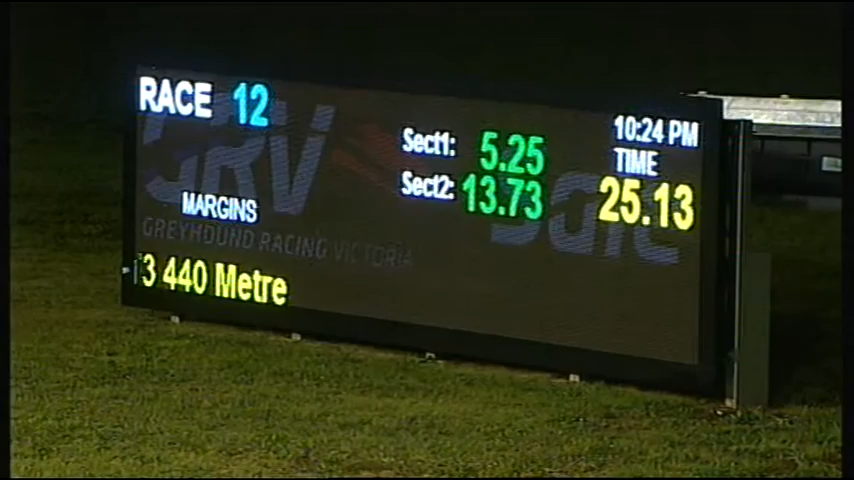 RACE 12
Sect1: 5.25
Sect2: 13.73
10:24 PM
TIME
25.13
MARGINS
GRV
GREYHOUND RACING VICTORIA
3 440 Metre